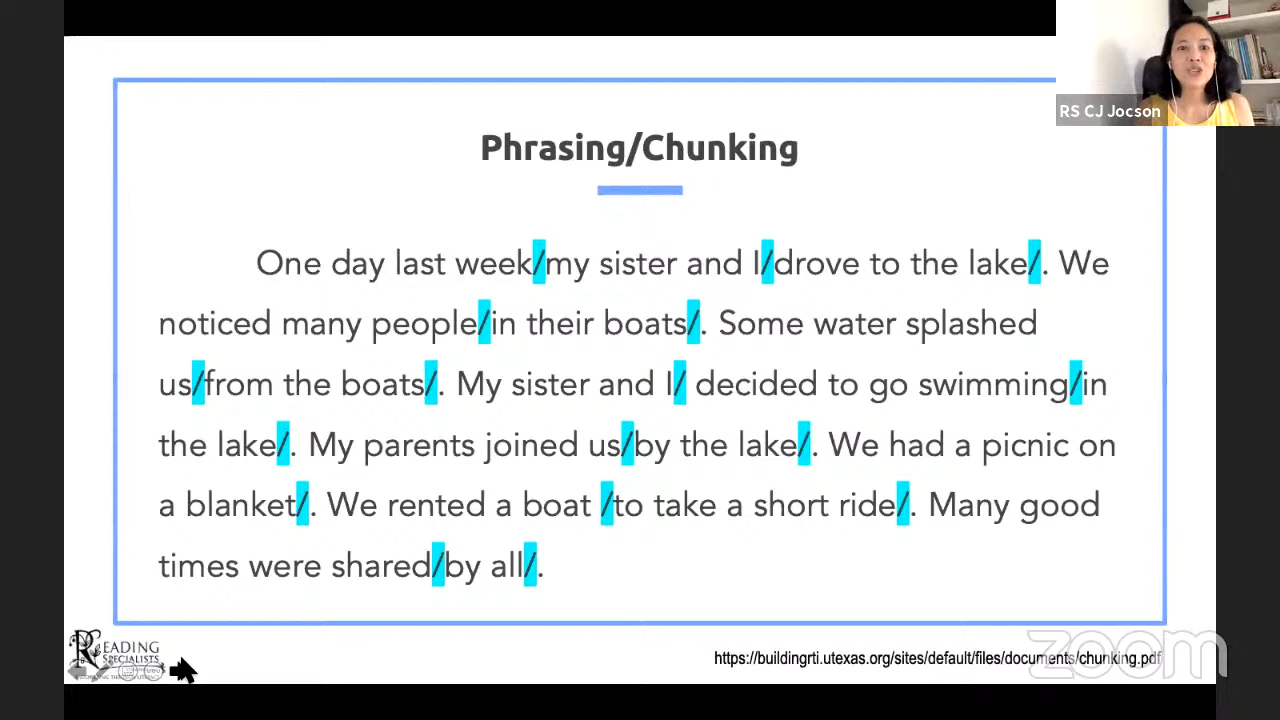 RS CJ Jocson
Phrasing/Chunking
One day last week/my sister and I/drove to the lake/. We
noticed many people/in their boats/. Some water splashed
us/from the boats/. My sister and I/ decided to go swimming/in
the lake/. My parents joined us/by the lake/. We had a picnic on
a blanket/. We rented a boat /to take a short ride/. Many good
times were shared/by all/.
READING
SPECIALISTS
https://buildingrti.utexas.org/sites/default/files/documents/chunking.pdf
zoom